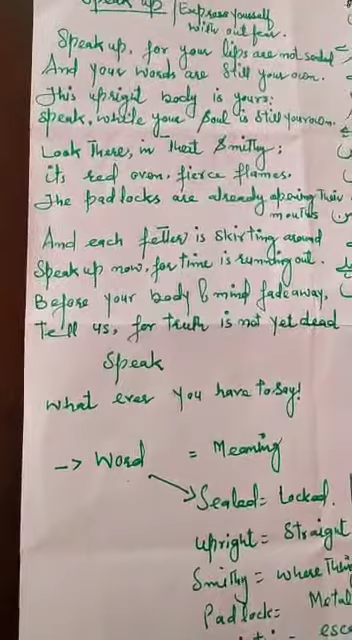 Speak up / Express yourself
with out fear.
Speak up, for your lips are not sealed
And your words are still your own.
This upright body is yours:
speak, while your soul is still your own.
Look There, in that Smithy;
its red oven, fierce flames.
The padlocks are already opening Their
mouths
And each fetter is skirting around
Speak up now, for time is running out.
Before your body & mind fade away,
tell us, for truth is not yet dead
Speak
what ever you have to say!
-> Word = Meaning
Sealed = Locked.
upright = Straight
Smithy = where
Padlock = Metal